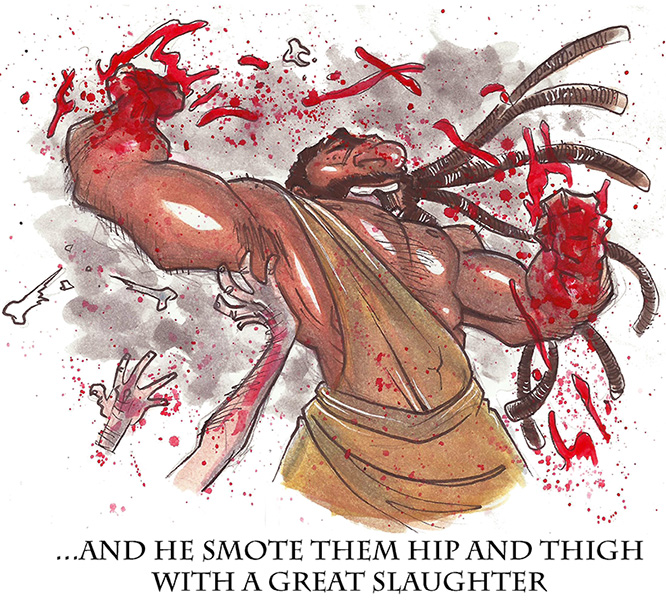 ...AND HE SMOTE THEM HIP AND THIGH
WITH A GREAT SLAUGHTER